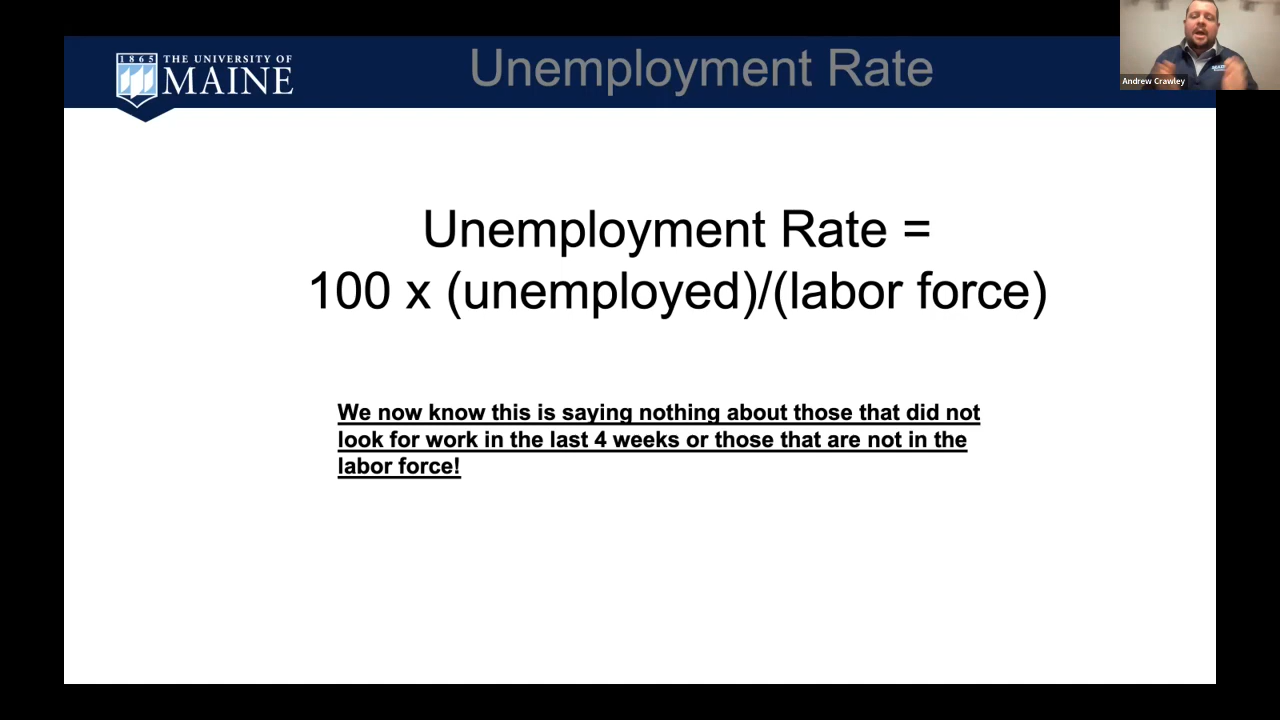 1865
THE UNIVERSITY OF
MAINE
Unemployment Rate
Andrew Crawley
Unemployment Rate =
100 x (unemployed)/(labor force)
We now know this is saying nothing about those that did not
look for work in the last 4 weeks or those that are not in the
labor force!